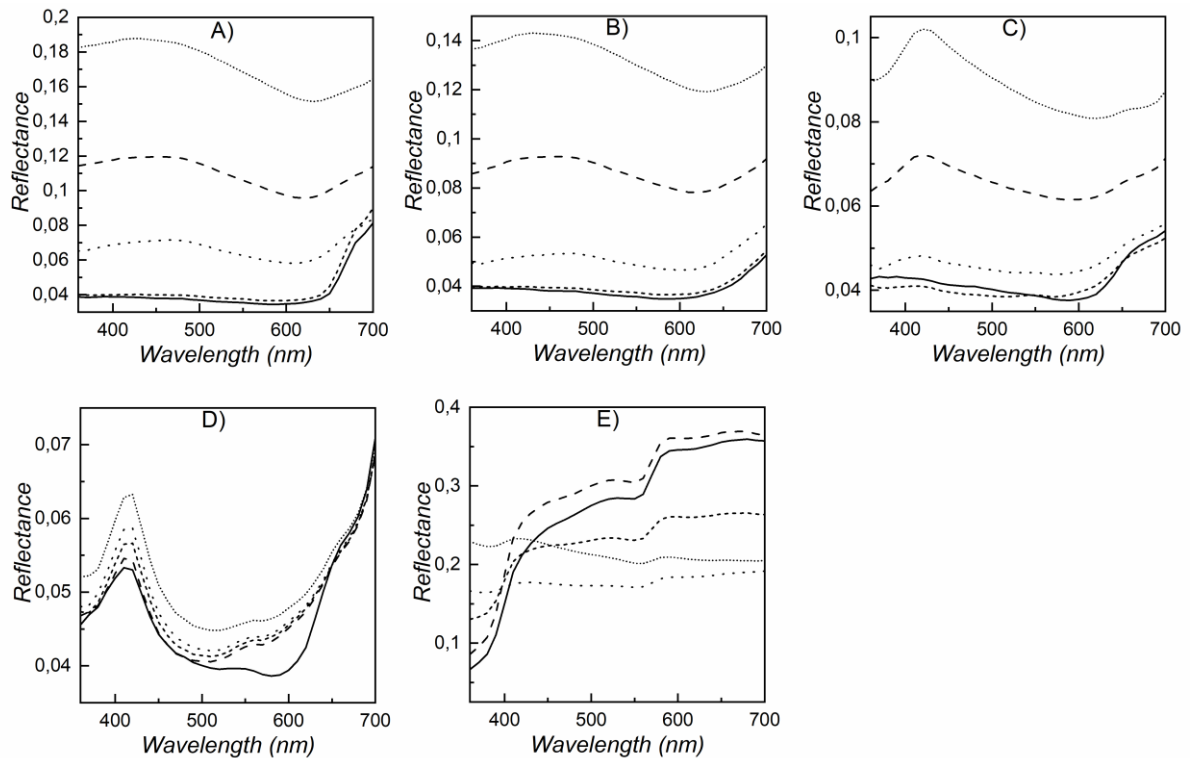 A)
Reflectance
0,2
0,18
0,16
0,14
0,12
0,1
0,08
0,06
0,04
400 500 600 700
Wavelength (nm)
B)
Reflectance
0,14
0,12
0,1
0,08
0,06
0,04
400 500 600 700
Wavelength (nm)
C)
Reflectance
0,1
0,08
0,06
0,04
400 500 600 700
Wavelength (nm)
D)
Reflectance
0,07
0,06
0,05
0,04
400 500 600 700
Wavelength (nm)
E)
Reflectance
0,4
0,3
0,2
0,1
400 500 600 700
Wavelength (nm)